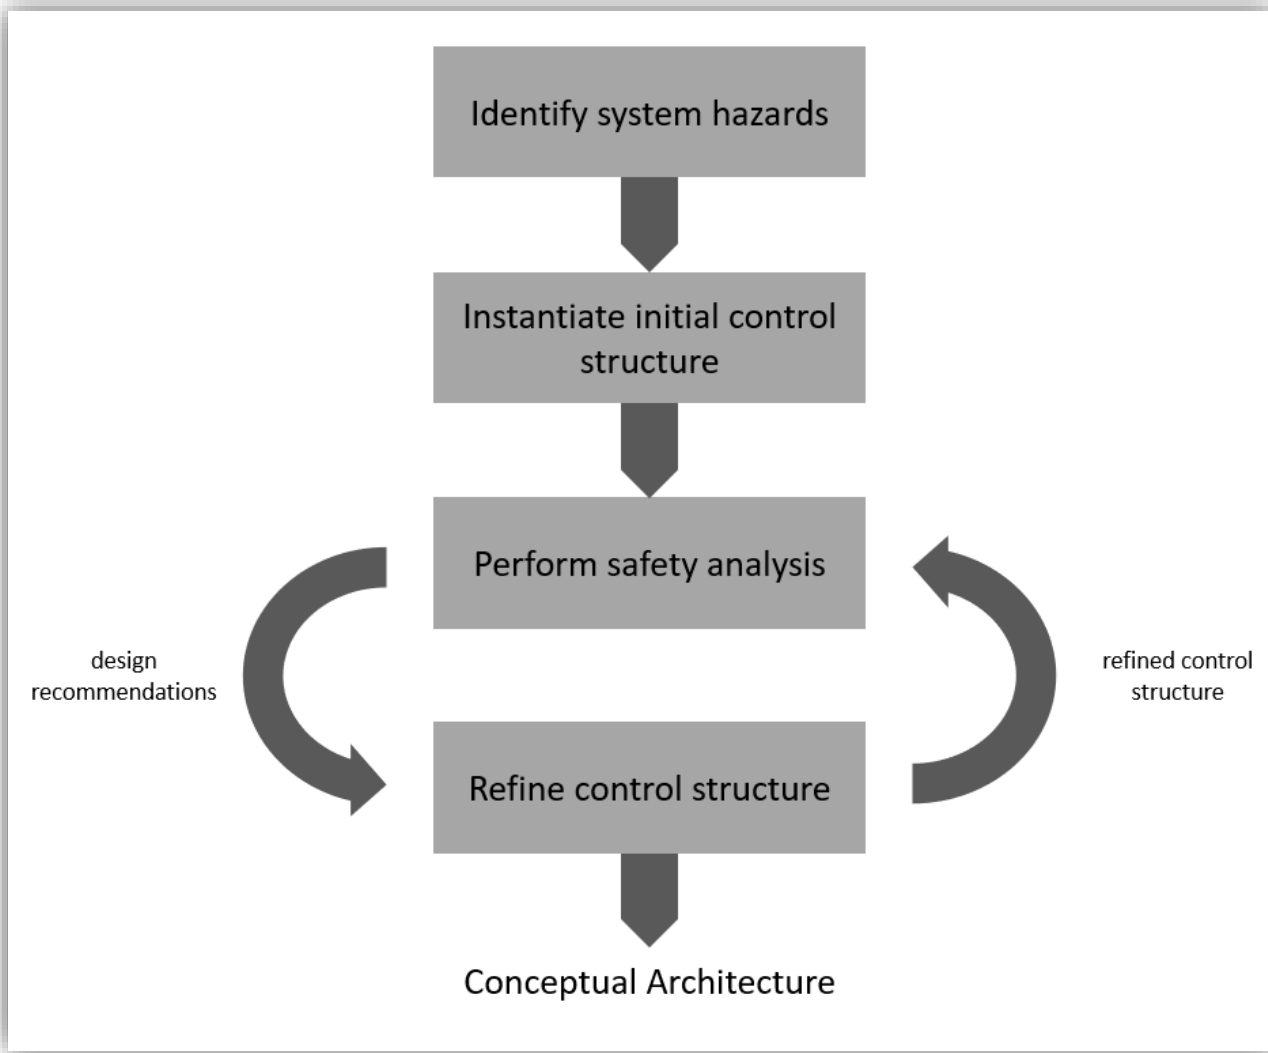 Identify system hazards
Instantiate initial control
structure
Perform safety analysis
design
recommendations
refined control
structure
Refine control structure
Conceptual Architecture